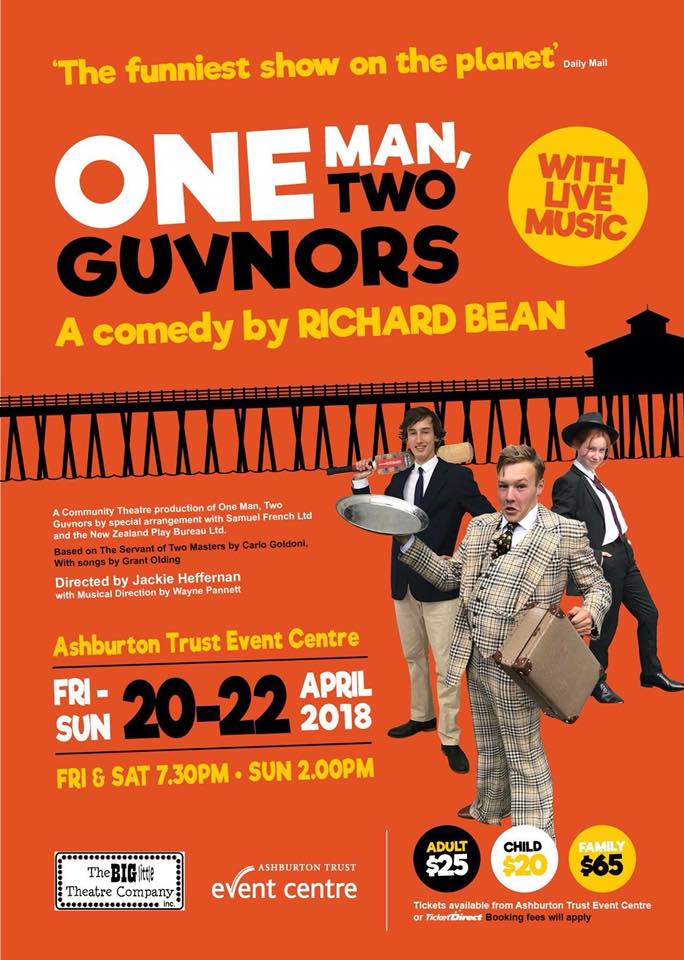 ‘The funniest show on the planet’ Daily Mail
ONE MAN,
TWO
GUVNORS
WITH
LIVE
MUSIC
A comedy by RICHARD BEAN
A Community Theatre production of One Man, Two
Guvnors by special arrangement with Samuel French Ltd
and the New Zealand Play Bureau Ltd.
Based on The Servant of Two Masters by Carlo Goldoni,
With songs by Grant Olding
Directed by Jackie Heffernan
with Musical Direction by Wayne Pannett
Ashburton Trust Event Centre
FRI -
SUN
20-22
APRIL
2018
FRI & SAT 7.30PM • SUN 2.00PM
The BIG little
Theatre Company
inc.
ASHBURTON TRUST
event centre
ADULT
$25
CHILD
$20
FAMILY
$65
Tickets available from Ashburton Trust Event Centre
or TicketDirect Booking fees will apply